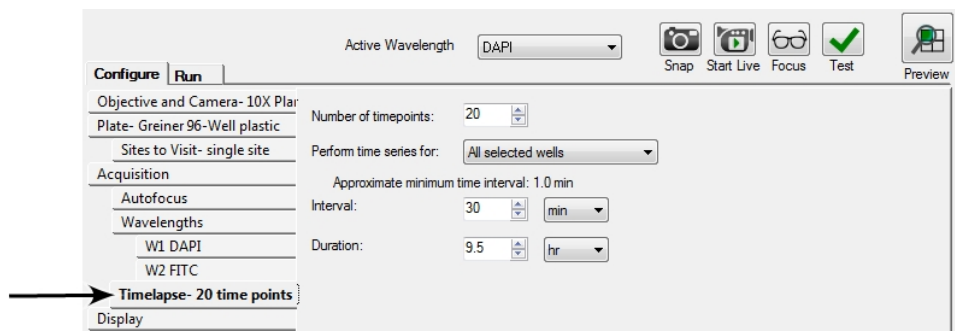 Active Wavelength DAPI
Snap Start Live Focus Test Preview
Configure Run
Objective and Camera- 10X Plan
Plate- Greiner 96-Well plastic
Sites to Visit- single site
Acquisition
Autofocus
Wavelengths
W1 DAPI
W2 FITC
Timelapse- 20 time points
Display
Number of timepoints: 20
Perform time series for: All selected wells
Approximate minimum time interval: 1.0 min
Interval: 30 min
Duration: 9.5 hr